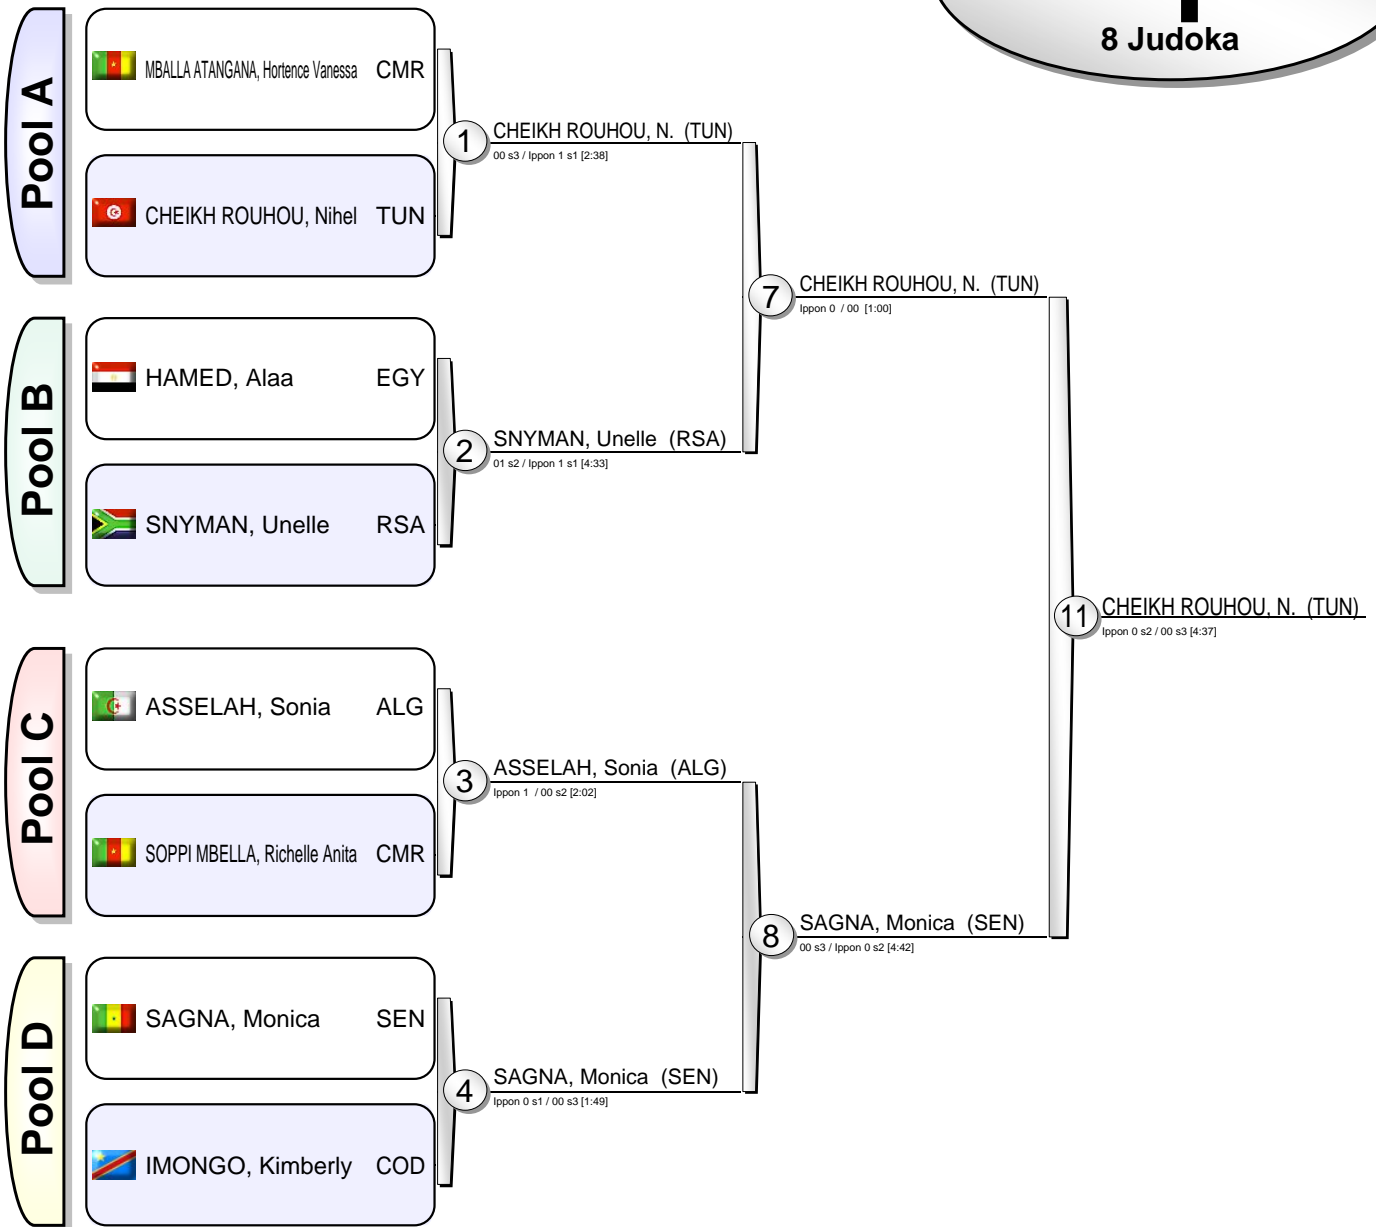 8 Judoka
Pool A
MBALLA ATANGANA, Hortence Vanessa CMR
CHEIKH ROUHOU, Nihel TUN
1 CHEIKH ROUHOU, N. (TUN)
00 s3 / Ippon 1 s1 [2:38]
7 CHEIKH ROUHOU, N. (TUN)
Ippon 0 / 00 [1:00]
Pool B
HAMED, Alaa EGY
SNYMAN, Unelle RSA
2 SNYMAN, Unelle (RSA)
01 s2 / Ippon 1 s1 [4:33]
11 CHEIKH ROUHOU, N. (TUN)
Ippon 0 s2 / 00 s3 [4:37]
Pool C
ASSELAH, Sonia ALG
SOPPI MBELLA, Richelle Anita CMR
3 ASSELAH, Sonia (ALG)
Ippon 1 / 00 s2 [2:02]
8 SAGNA, Monica (SEN)
00 s3 / Ippon 0 s2 [4:42]
Pool D
SAGNA, Monica SEN
IMONGO, Kimberly COD
4 SAGNA, Monica (SEN)
Ippon 0 s1 / 00 s3 [1:49]